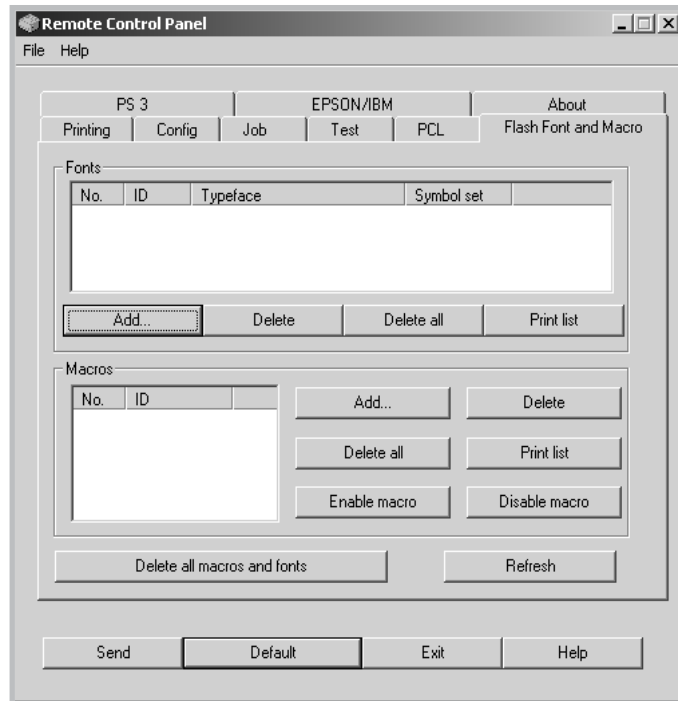 Remote Control Panel
File Help
PS 3 EPSON/IBM About
Printing Config Job Test PCL Flash Font and Macro
Fonts
No. ID Typeface Symbol set
Add... Delete Delete all Print list
Macros
No. ID
Add... Delete
Delete all Print list
Enable macro Disable macro
Delete all macros and fonts Refresh
Send Default Exit Help